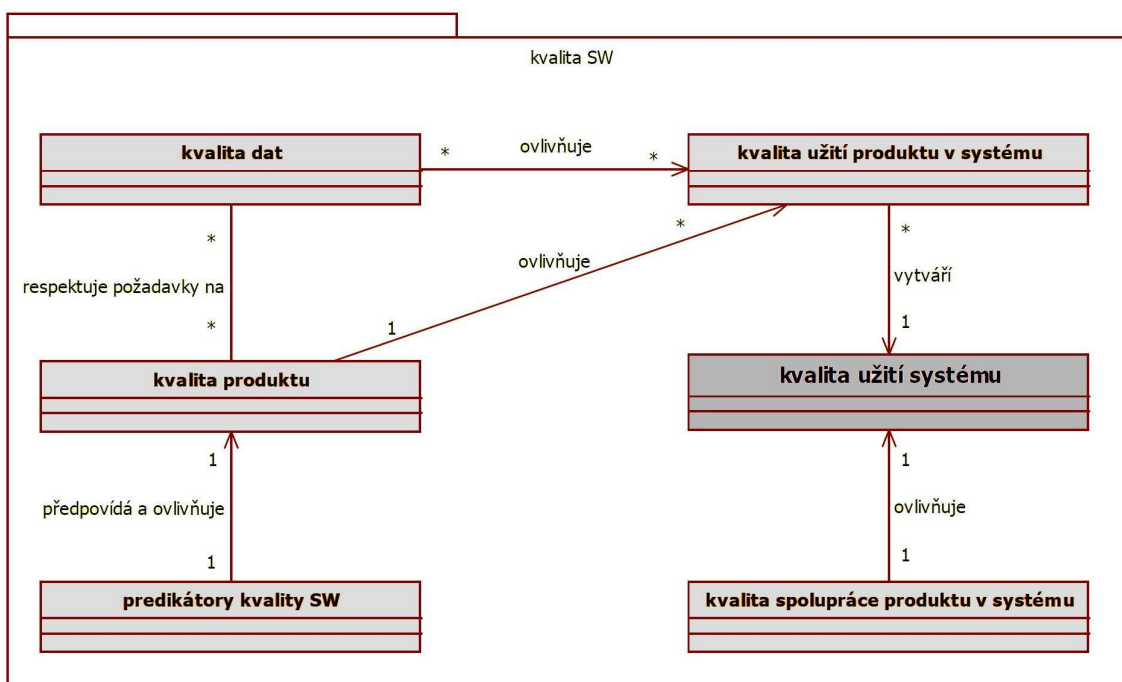 kvalita SW
kvalita dat
*
ovlivňuje
*
kvalita užití produktu v systému
*
respektuje požadavky na
*
ovlivňuje
*
1
*
vytváří
1
kvalita produktu
kvalita užití systému
1
předpovídá a ovlivňuje
1
1
ovlivňuje
1
predikátory kvality SW
kvalita spolupráce produktu v systému